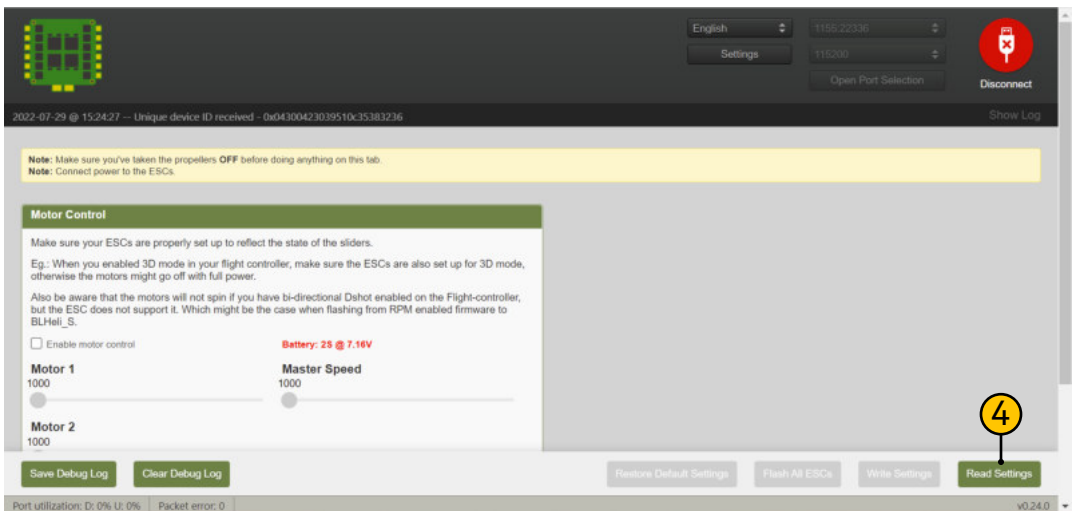 English
1155:22336
Settings
115200
Open Port Selection
Disconnect
2022-07-29 @ 15:24:27 -- Unique device ID received - 0x04300423039510c35383236
Show Log
Note: Make sure you've taken the propellers OFF before doing anything on this tab.
Note: Connect power to the ESCs.
Motor Control
Make sure your ESCs are properly set up to reflect the state of the sliders.
Eg.: When you enabled 3D mode in your flight controller, make sure the ESCs are also set up for 3D mode,
otherwise the motors might go off with full power.
Also be aware that the motors will not spin if you have bi-directional Dshot enabled on the Flight-controller,
but the ESC does not support it. Which might be the case when flashing from RPM enabled firmware to
BLHeli_S.
Enable motor control
Battery: 2S @ 7.16V
Motor 1
Master Speed
1000
1000
4
Motor 2
1000
Save Debug Log
Clear Debug Log
Restore Default Settings
Flash All ESCs
Write Settings
Read Settings
Port utilization: D: 0% U: 0%
Packet error: 0
v0.24.0